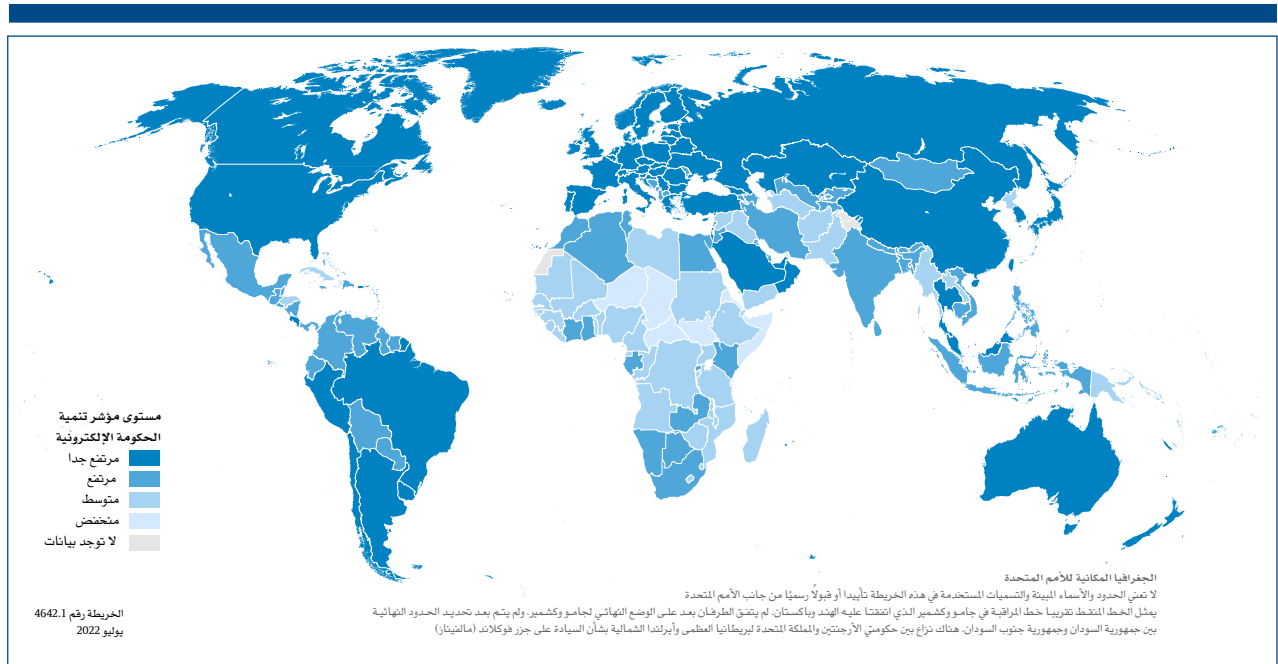 مستوى مؤشر تنمية
الحكومة الإلكترونية
مرتفع جدا
مرتفع
متوسط
منخفض
لا توجد بيانات
الجغرافيا المكانية للأمم المتحدة
لا تعني الحدود والأسماء المبينة والتسميات المستخدمة في هذه الخريطة تأييدا أو قبولًا رسميًا من جانب الأمم المتحدة
يمثل الخط المنقط تقريبا خط المراقبة في جامو وكشمير الذي اتفقتا عليه الهند وباكستان. لم يتفق الطرفان بعد على الوضع النهائي لجامو وكشمير. ولم يتم بعد تحديد الحدود النهائية
بين جمهورية السودان وجمهورية جنوب السودان. هناك نزاع بين حكومتي الأرجنتين والمملكة المتحدة لبريطانيا العظمى وأيرلندا الشمالية بشأن السيادة على جزر فوكلاند (مالفيناز)
الخريطة رقم 4642.1
يوليو 2022